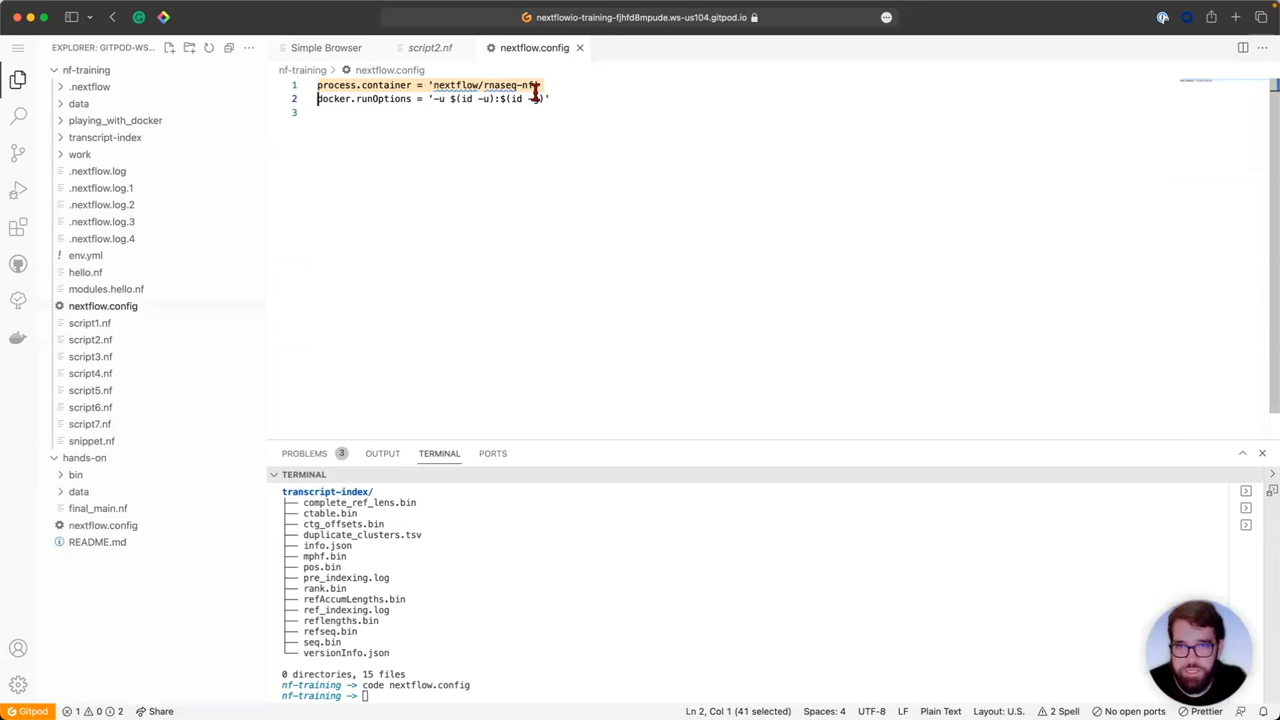 nextflowio-training-fjhfd8mpude.ws-us104.gitpod.io
EXPLORER: GITPOD-WS...
Simple Browser
script2.nf
nextflow.config
nf-training
.nextflow
data
playing_with_docker
transcript-index
work
.nextflow.log
.nextflow.log.1
.nextflow.log.2
.nextflow.log.3
.nextflow.log.4
env.yml
hello.nf
modules.hello.nf
nextflow.config
script1.nf
script2.nf
script3.nf
script4.nf
script5.nf
script6.nf
script7.nf
snippet.nf
hands-on
bin
data
final_main.nf
nextflow.config
README.md
nf-training > nextflow.config
1 process.container = 'nextflow/rnaseq-nf'
2 docker.runOptions = '-u $(id -u):$(id -g)'
3
PROBLEMS 3 OUTPUT TERMINAL PORTS
TERMINAL
transcript-index/
├── complete_ref_lens.bin
├── ctable.bin
├── ctg_offsets.bin
├── duplicate_clusters.tsv
├── info.json
├── mphf.bin
├── pos.bin
├── pre_indexing.log
├── rank.bin
├── refAccumLengths.bin
├── ref_indexing.log
├── reflengths.bin
├── refseq.bin
├── seq.bin
└── versionInfo.json
0 directories, 15 files
nf-training -> code nextflow.config
nf-training ->
Gitpod 1 0 2 Share Ln 2, Col 1 (41 selected) Spaces: 4 UTF-8 LF Plain Text Layout: U.S. 2 Spell No open ports Prettier